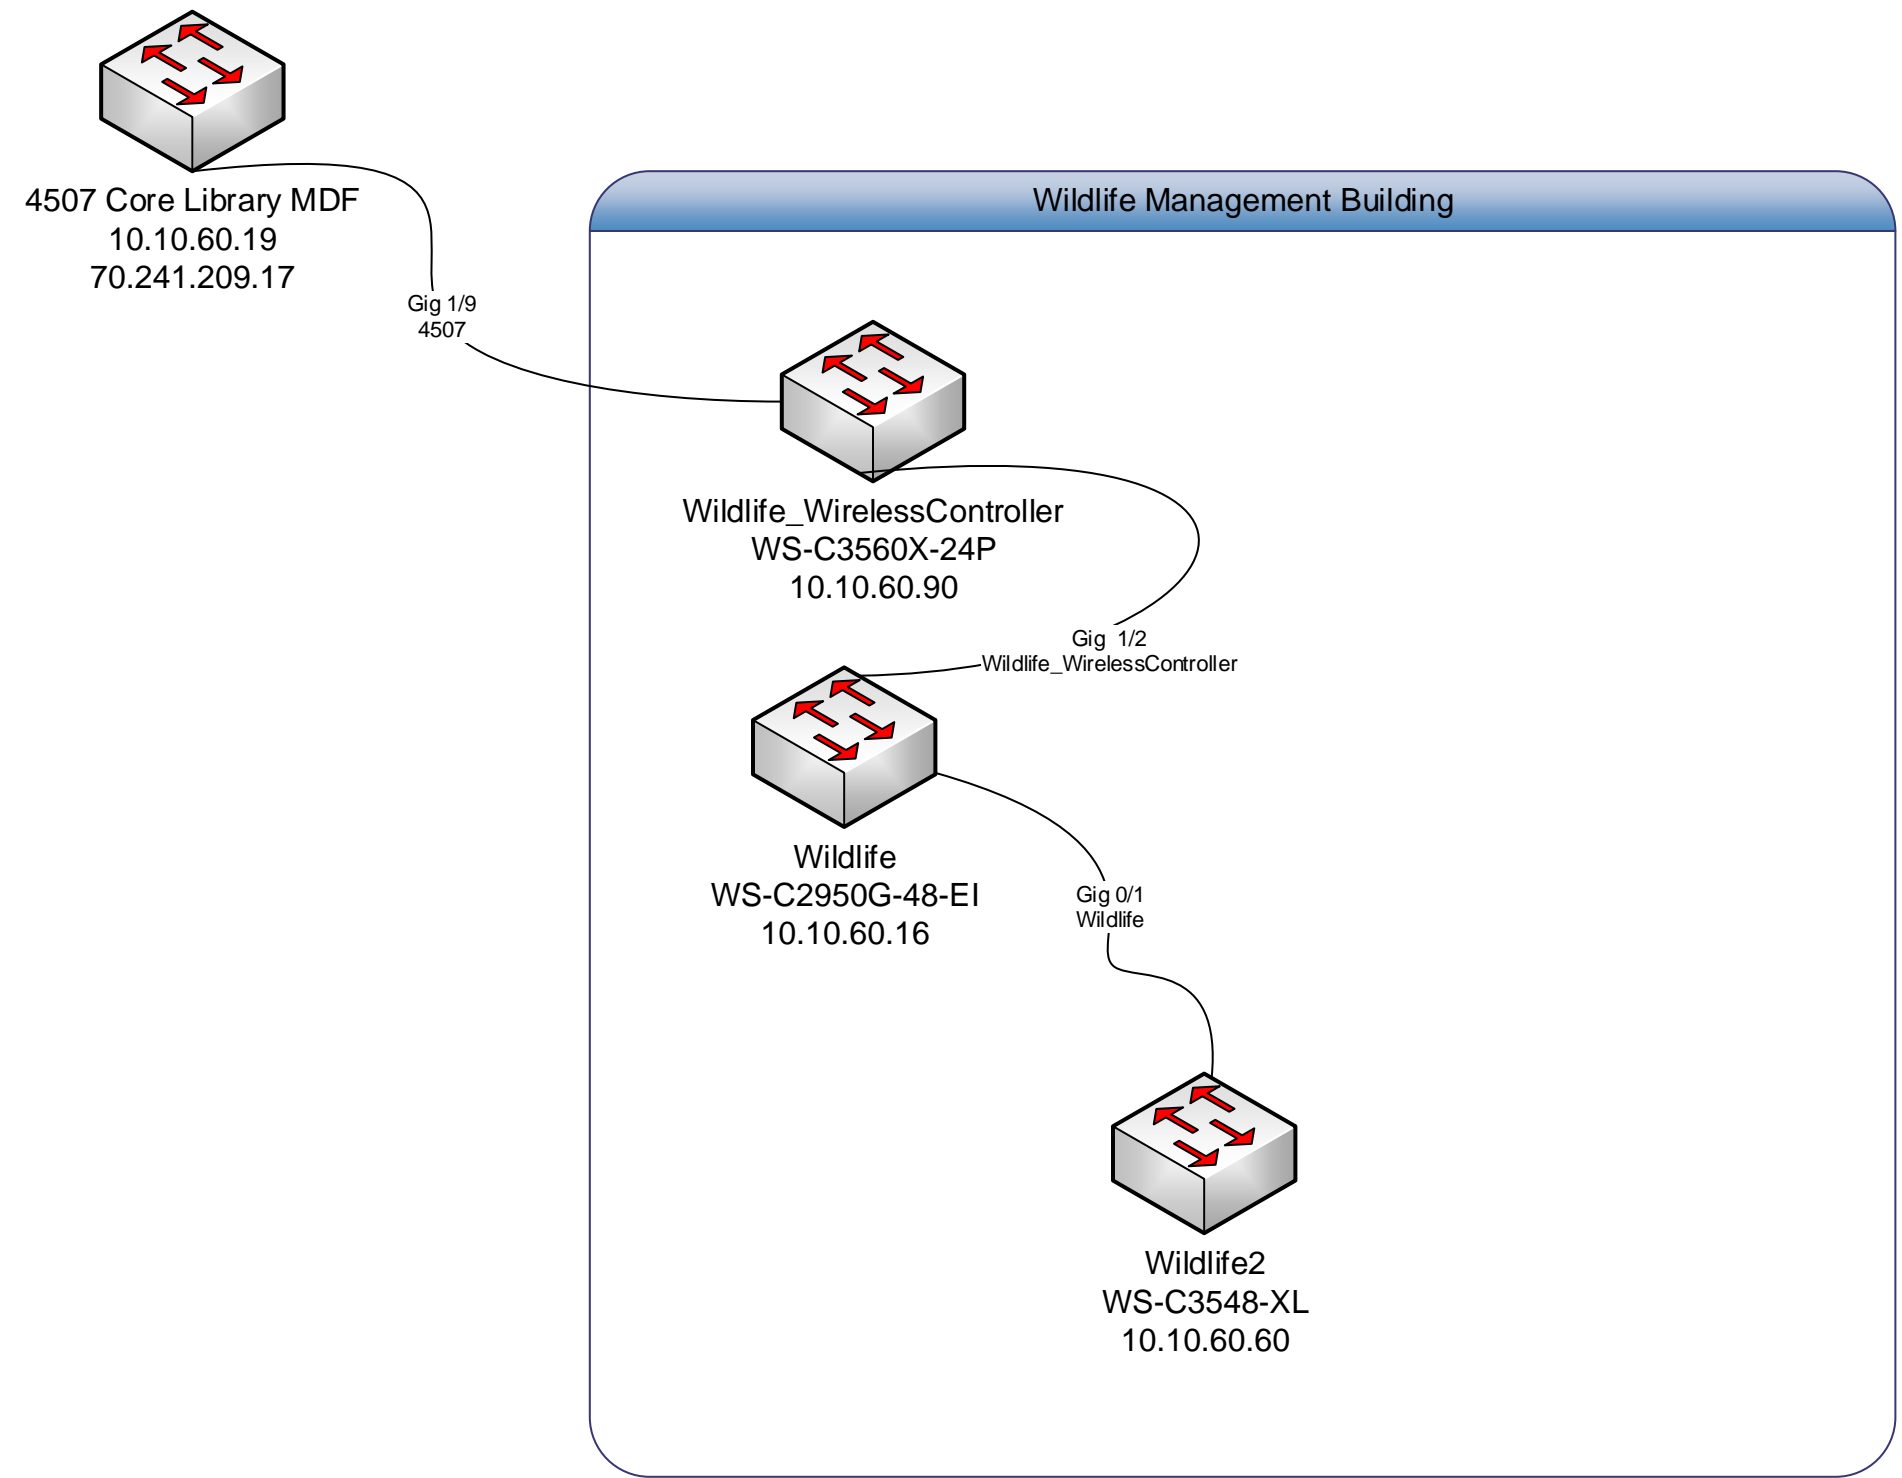 4507 Core Library MDF
10.10.60.19
70.241.209.17
Wildlife Management Building
Gig 1/9
4507
Wildlife_WirelessController
WS-C3560X-24P
10.10.60.90
Gig  1/2
Wildlife_WirelessController
Wildlife
WS-C2950G-48-EI
10.10.60.16
Gig 0/1
Wildlife
Wildlife2
WS-C3548-XL
10.10.60.60